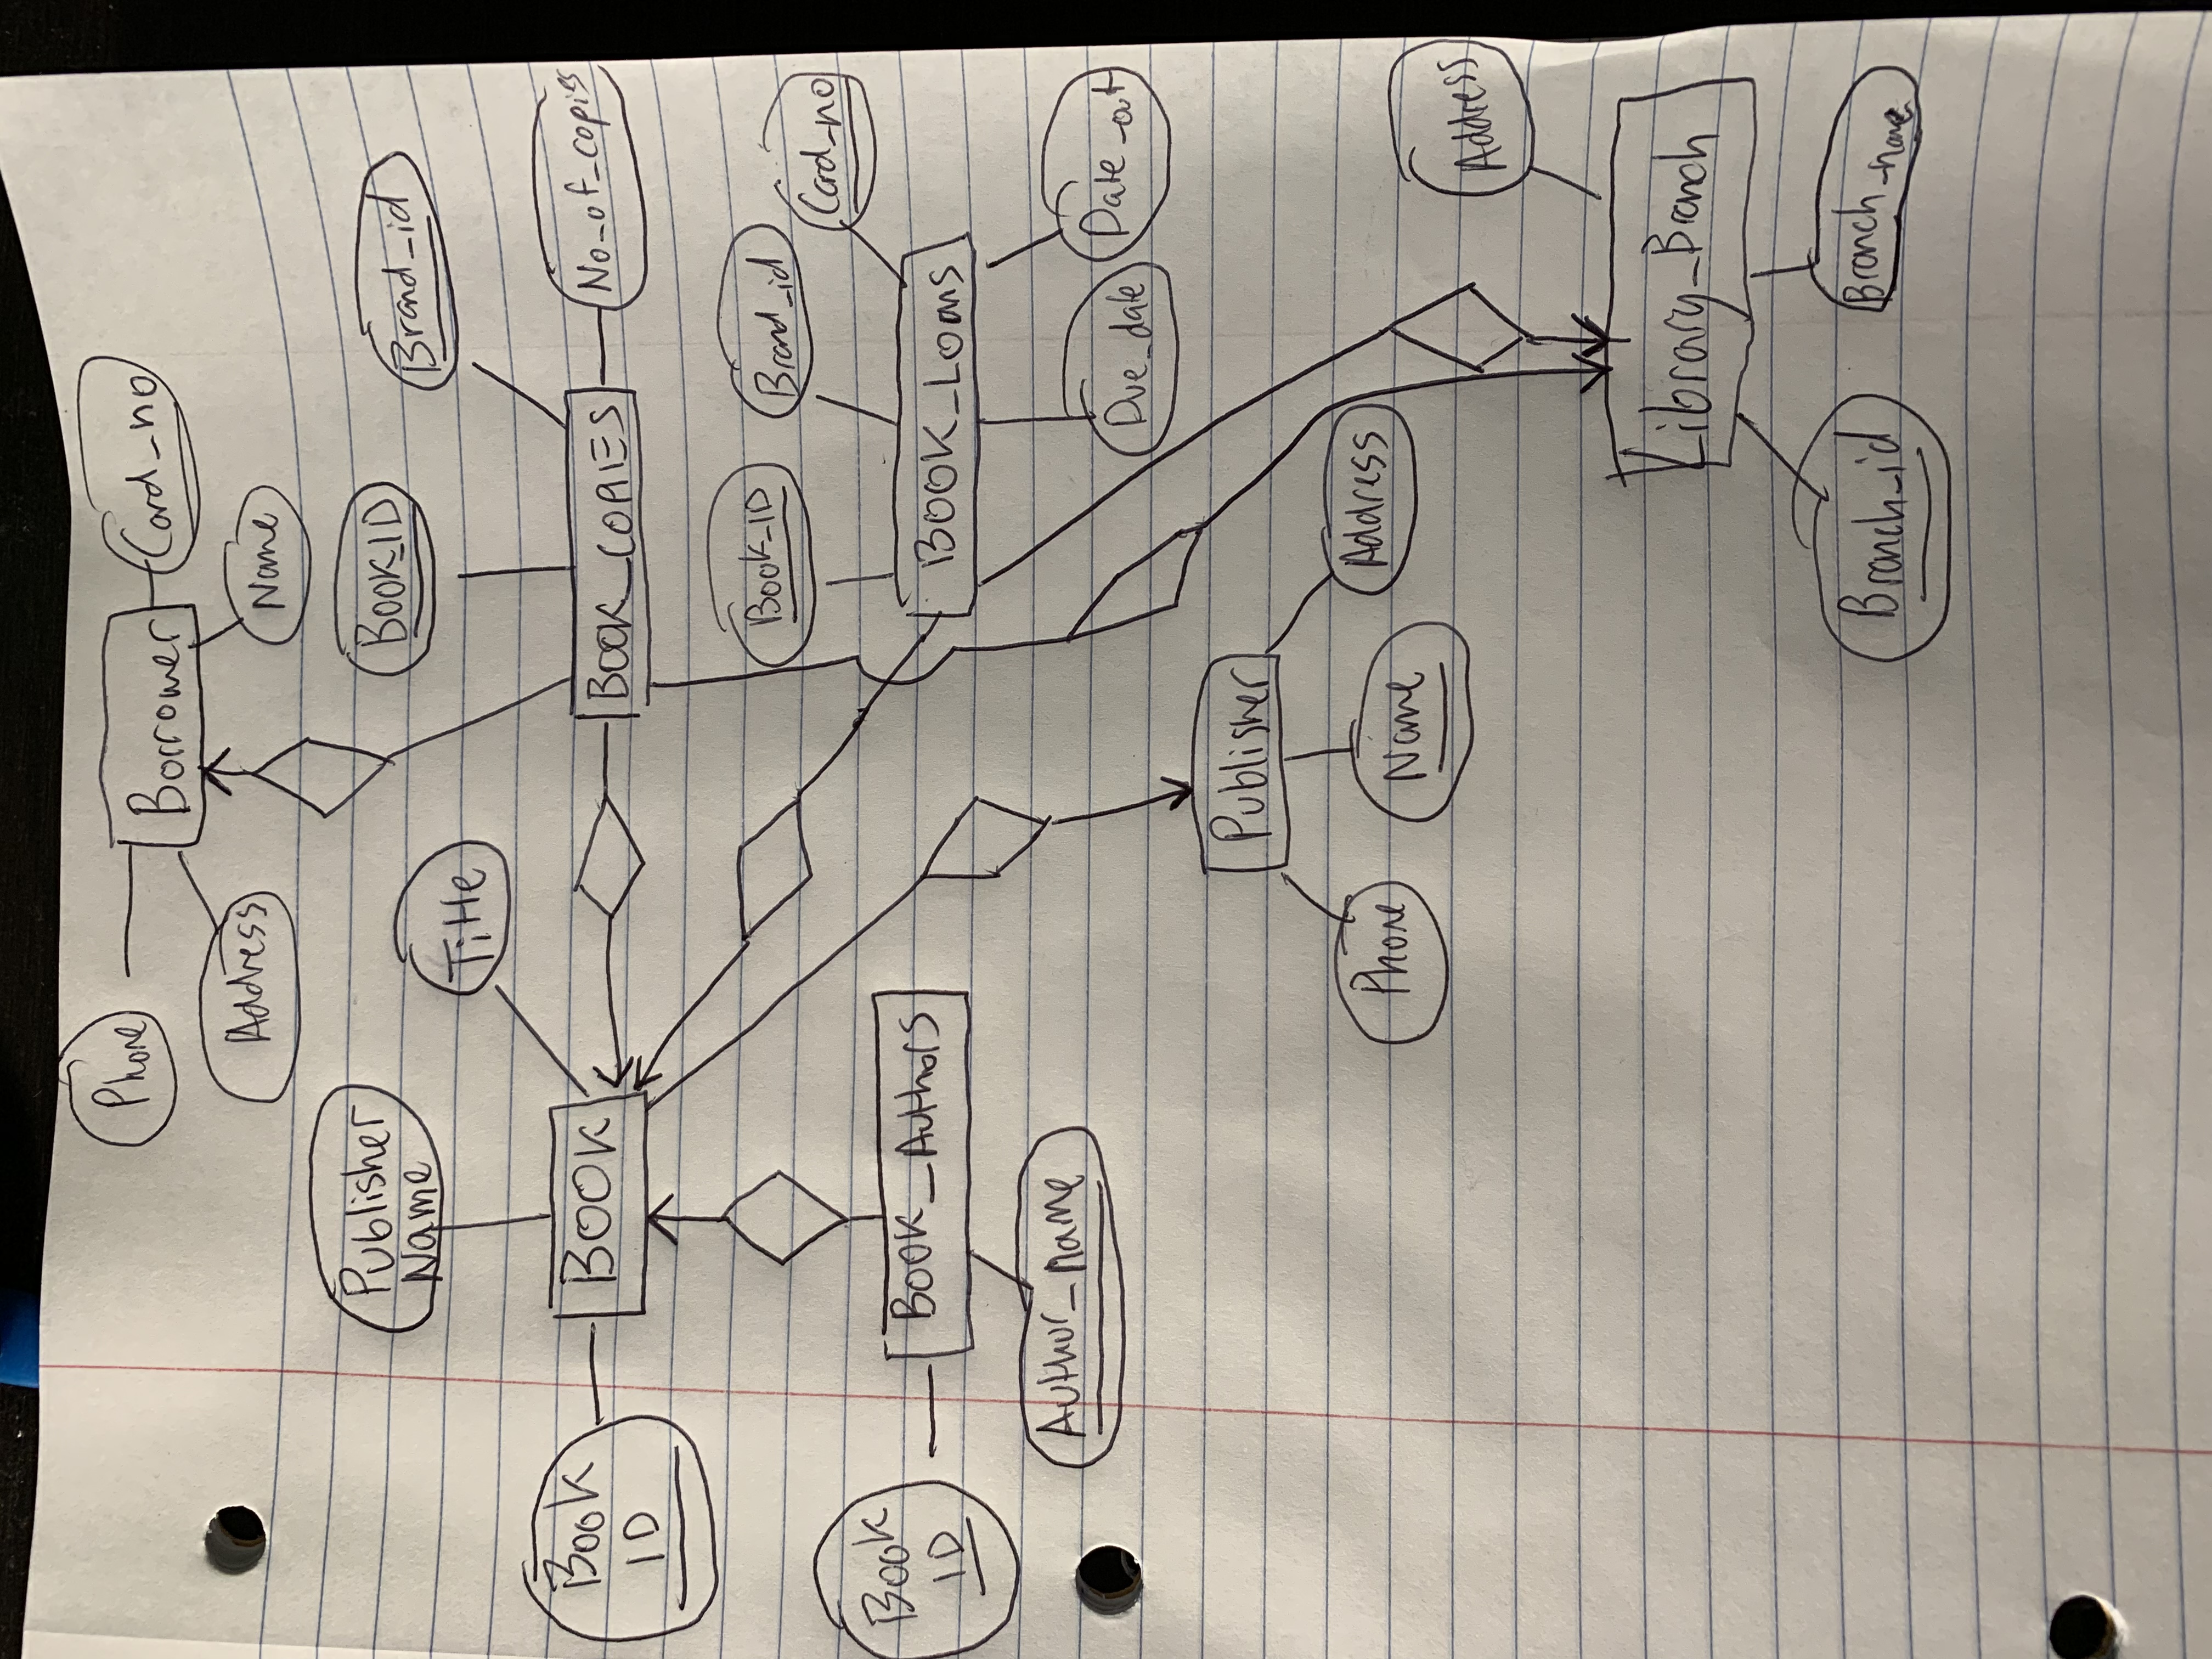 Phone
Borrower
Card_no
Address
Name
Publisher
Name
Title
BOOK_ID
Brand_id
Book
ID
BOOK
BOOK_COPIES
No_of_copies
Book_ID
Brand_id
Card_no
Book
ID
BOOK_Authors
BOOK_Loans
Author_name
Due_date
Date_out
Publisher
Phone
Name
Address
Address
Library_Branch
Branch_id
Branch_name